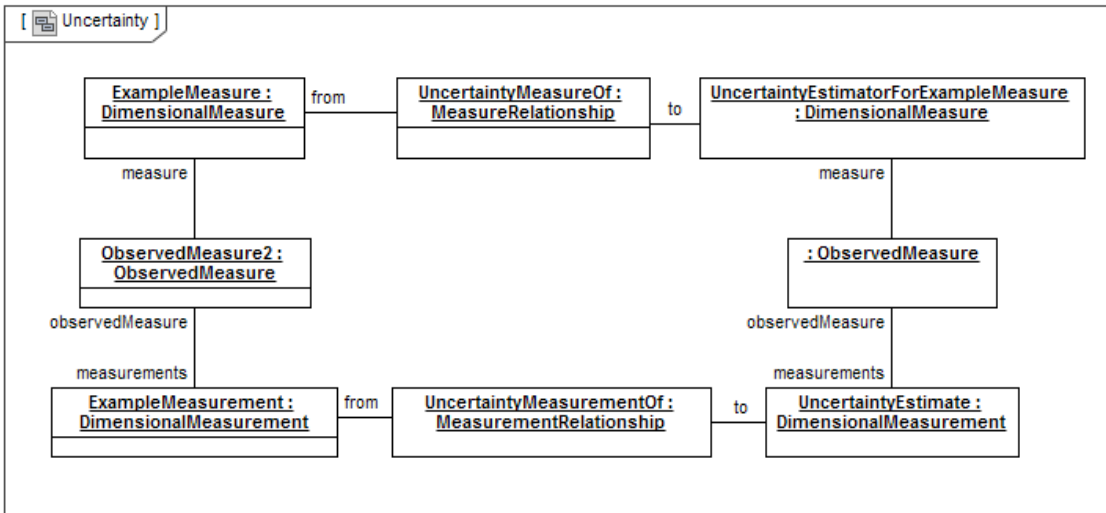 [ Uncertainty ]
ExampleMeasure :
DimensionalMeasure
from
UncertaintyMeasureOf :
MeasureRelationship
to
UncertaintyEstimatorForExampleMeasure
: DimensionalMeasure
measure
measure
ObservedMeasure2 :
ObservedMeasure
: ObservedMeasure
observedMeasure
observedMeasure
measurements
measurements
ExampleMeasurement :
DimensionalMeasurement
from
UncertaintyMeasurementOf :
MeasurementRelationship
to
UncertaintyEstimate :
DimensionalMeasurement